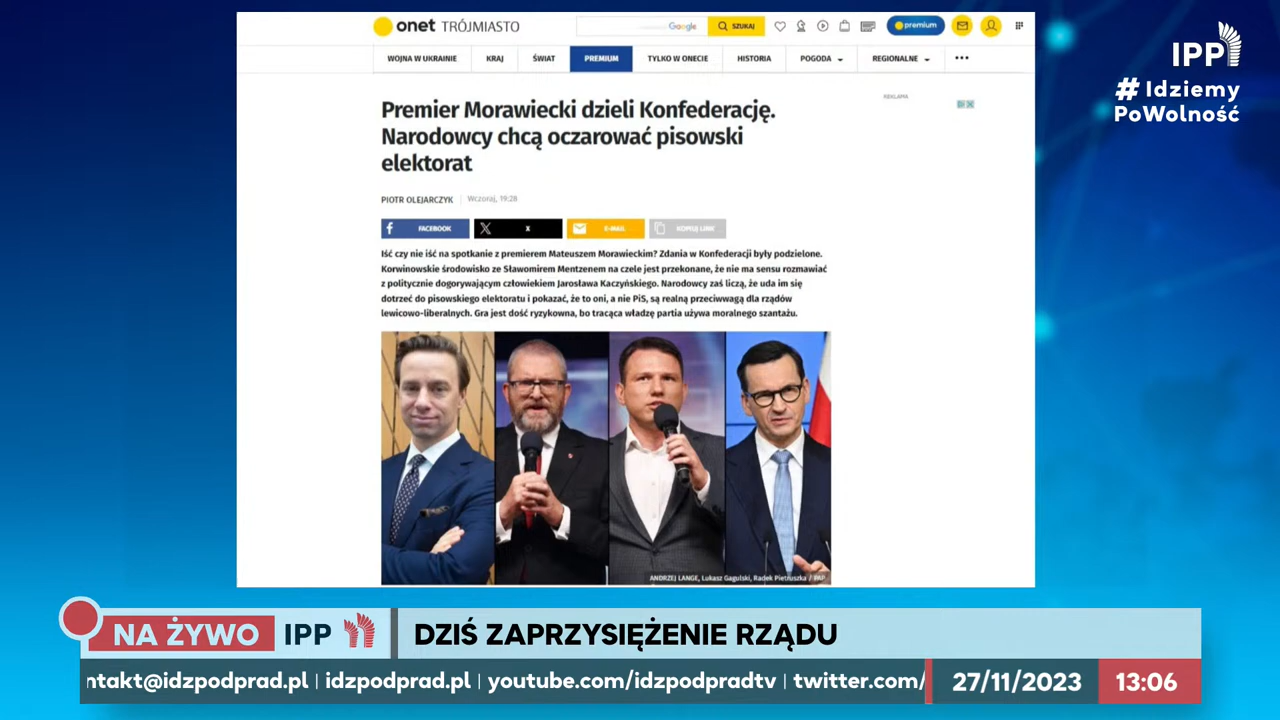 onet TRÓJMIASTO
Google
SZUKAJ
premium
WOJNA W UKRAINIE
KRAJ
ŚWIAT
PREMIUM
TYLKO W ONECIE
HISTORIA
POGODA
REGIONALNE
IPP
# Idziemy
PoWolność
REKLAMA
Premier Morawiecki dzieli Konfederację.
Narodowcy chcą oczarować pisowski
elektorat
PIOTR OLEJARCZYK | Wczoraj, 19:28
FACEBOOK
X
E-MAIL
KOPIUJ LINK
Iść czy nie iść na spotkanie z premierem Mateuszem Morawieckim? Zdania w Konfederacji były podzielone.
Korwinowskie środowisko ze Sławomirem Mentzenem na czele jest przekonane, że nie ma sensu rozmawiać
z politycznie dogorywającym człowiekiem Jarosława Kaczyńskiego. Narodowcy zaś liczą, że uda im się
dotrzeć do pisowskiego elektoratu i pokazać, że to oni, a nie PiS, są realną przeciwwagą dla rządów
lewicowo-liberalnych. Gra jest dość ryzykowna, bo tracąca władzę partia używa moralnego szantażu.
ANDRZEJ LANGE, Lukasz Gagulski, Radek Pietruszka / PAP
NA ŻYWO IPP
DZIŚ ZAPRZYSIĘŻENIE RZĄDU
ntakt@idzpodprad.pl | idzpodprad.pl | youtube.com/idzpodpradtv | twitter.com/
27/11/2023
13:06